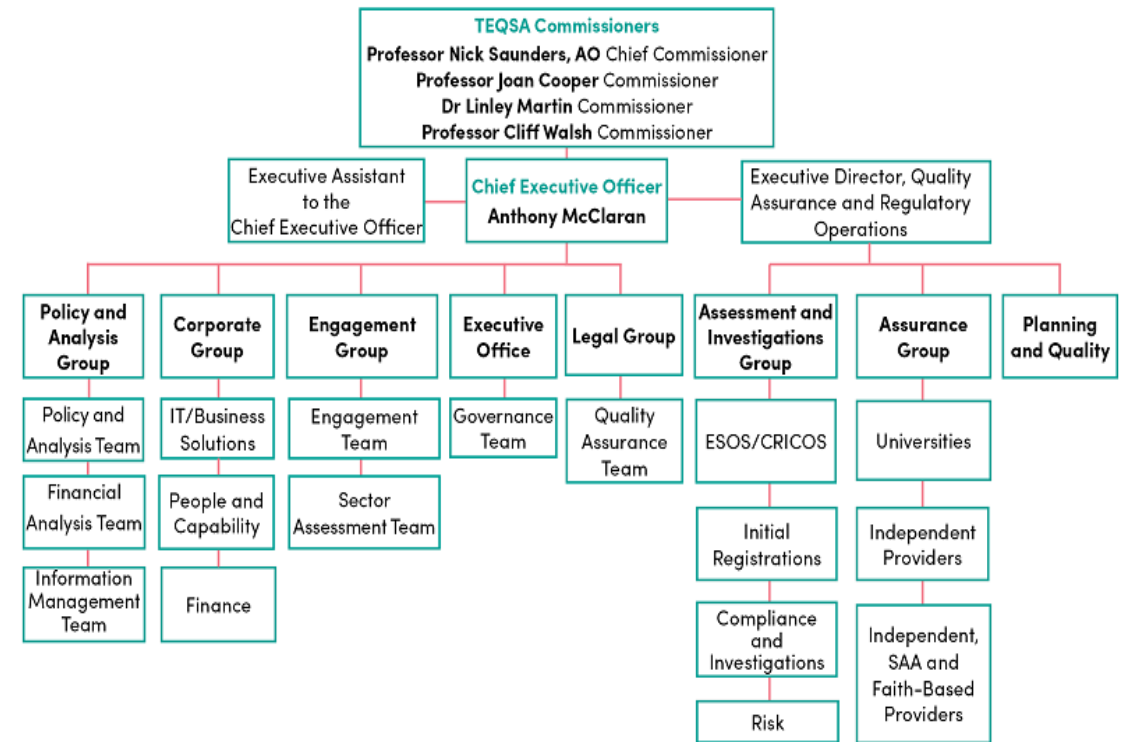 TEQSA Commissioners
Professor Nick Saunders, AO Chief Commissioner
Professor Joan Cooper Commissioner
Dr Linley Martin Commissioner
Professor Cliff Walsh Commissioner
Executive Assistant
to the
Chief Executive Officer
Chief Executive Officer
Anthony McClaran
Executive Director, Quality
Assurance and Regulatory
Operations
Policy and
Analysis
Group
Corporate
Group
Engagement
Group
Executive
Office
Legal Group
Assessment and
Investigations
Group
Assurance
Group
Planning
and Quality
Policy and
Analysis Team
IT/Business
Solutions
Engagement
Team
Governance
Team
Quality
Assurance
Team
ESOS/CRICOS
Universities
Financial
Analysis Team
People and
Capability
Sector
Assessment Team
Initial
Registrations
Independent
Providers
Information
Management
Team
Finance
Compliance
and
Investigations
Independent,
SAA and
Faith-Based
Providers
Risk